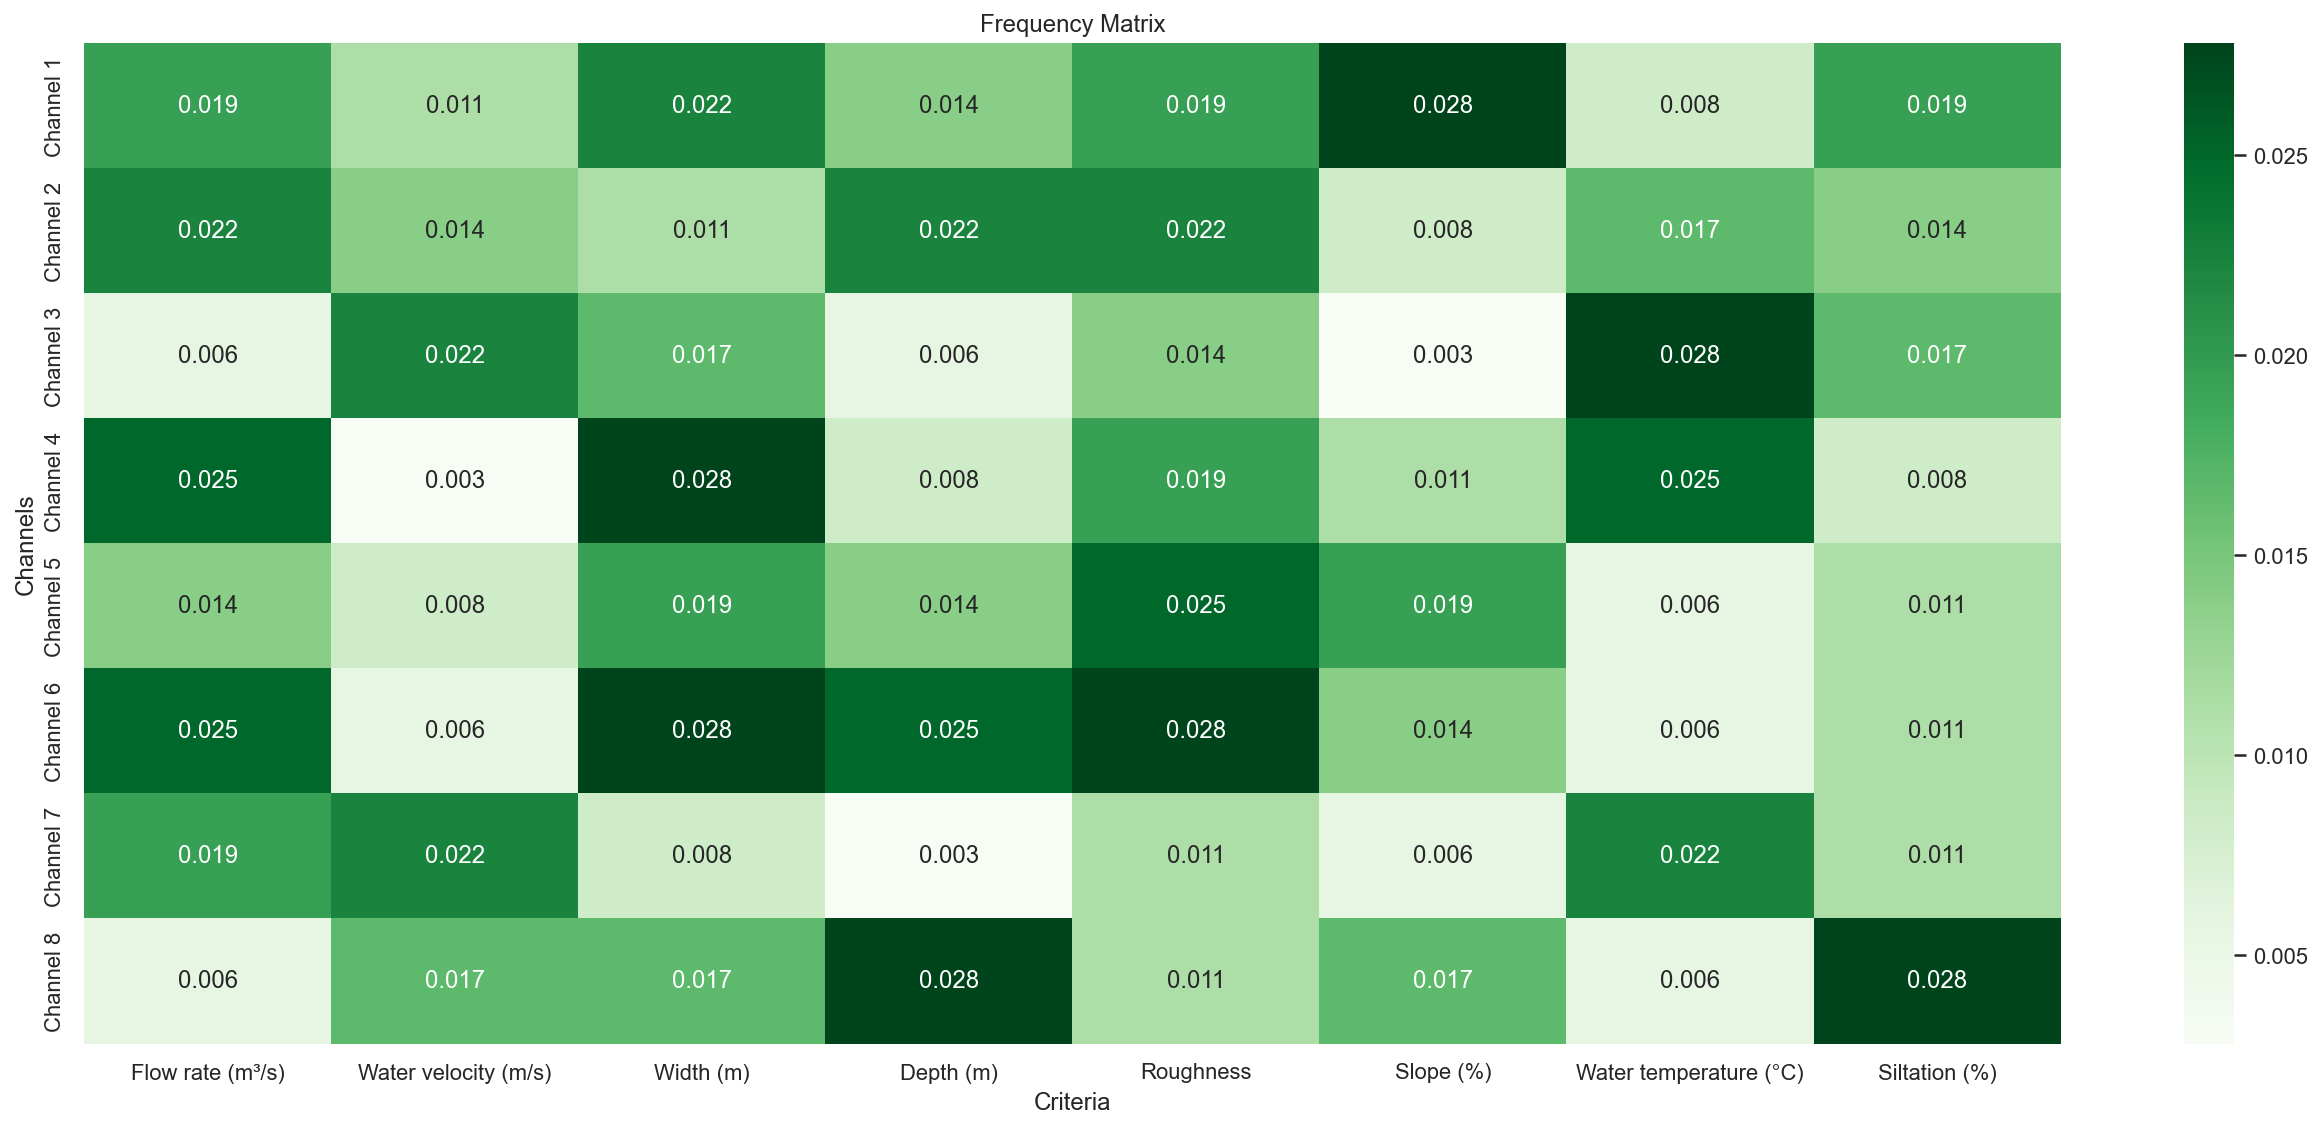 Frequency Matrix
Channels
Channel 1 0.019 0.011 0.022 0.014 0.019 0.028 0.008 0.019
Channel 2 0.022 0.014 0.011 0.022 0.022 0.008 0.017 0.014
Channel 3 0.006 0.022 0.017 0.006 0.014 0.003 0.028 0.017
Channel 4 0.025 0.003 0.028 0.008 0.019 0.011 0.025 0.008
Channel 5 0.014 0.008 0.019 0.014 0.025 0.019 0.006 0.011
Channel 6 0.025 0.006 0.028 0.025 0.028 0.014 0.006 0.011
Channel 7 0.019 0.022 0.008 0.003 0.011 0.006 0.022 0.011
Channel 8 0.006 0.017 0.017 0.028 0.011 0.017 0.006 0.028
Flow rate (m³/s) Water velocity (m/s) Width (m) Depth (m) Roughness Slope (%) Water temperature (°C) Siltation (%)
Criteria
0.025
0.020
0.015
0.010
0.005